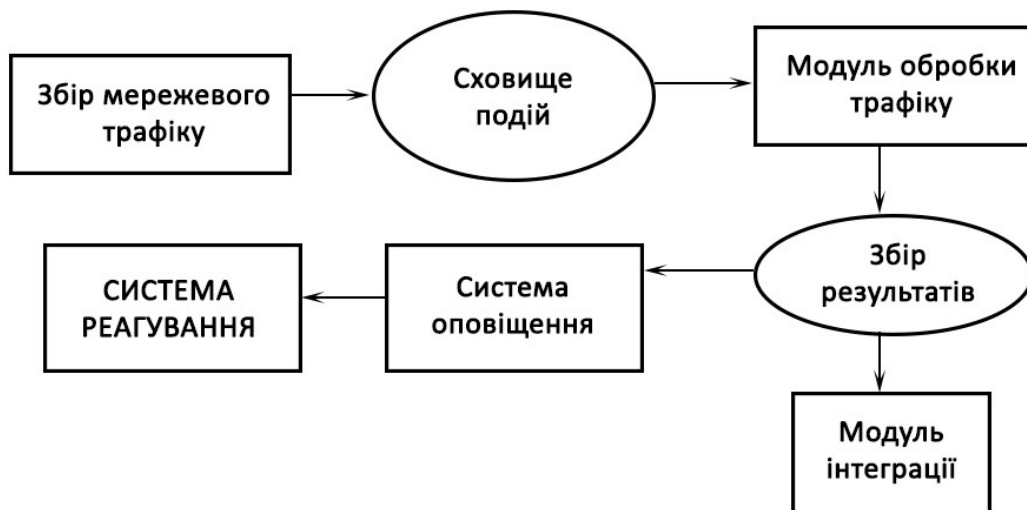 Збір мережевого
трафіку
Сховище
подій
Модуль обробки
трафіку
СИСТЕМА
РЕАГУВАННЯ
Система
оповіщення
Збір
результатів
Модуль
інтеграції